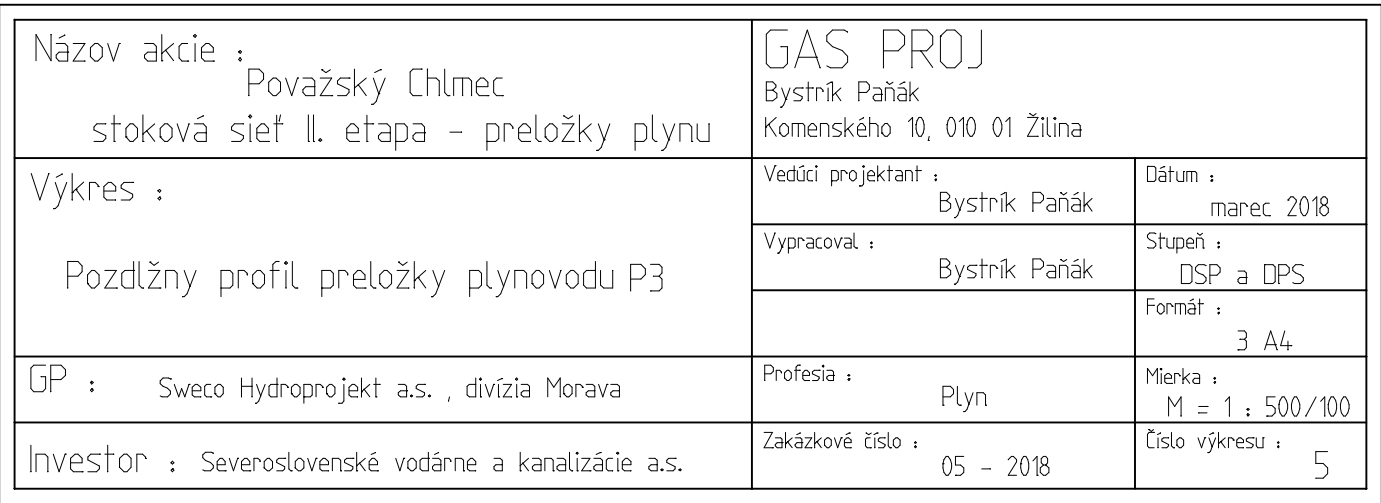 Názov akcie :
Považský Chlmec
stoková sieť II. etapa - preložky plynu
GAS PROJ
Bystrík Paňák
Komenského 10, 010 01 Žilina
Výkres :
Pozdlžny profil preložky plynovodu P3
Vedúci projektant :
Bystrík Paňák
Dátum :
marec 2018
Vypracoval :
Bystrík Paňák
Stupeň :
DSP a DPS
Formát :
3 A4
GP : Sweco Hydroprojekt a.s. , divízia Morava
Profesia :
Plyn
Mierka :
M = 1 : 500/100
Investor : Severoslovenské vodárne a kanalizácie a.s.
Zakázkové číslo :
05 - 2018
Číslo výkresu :
5